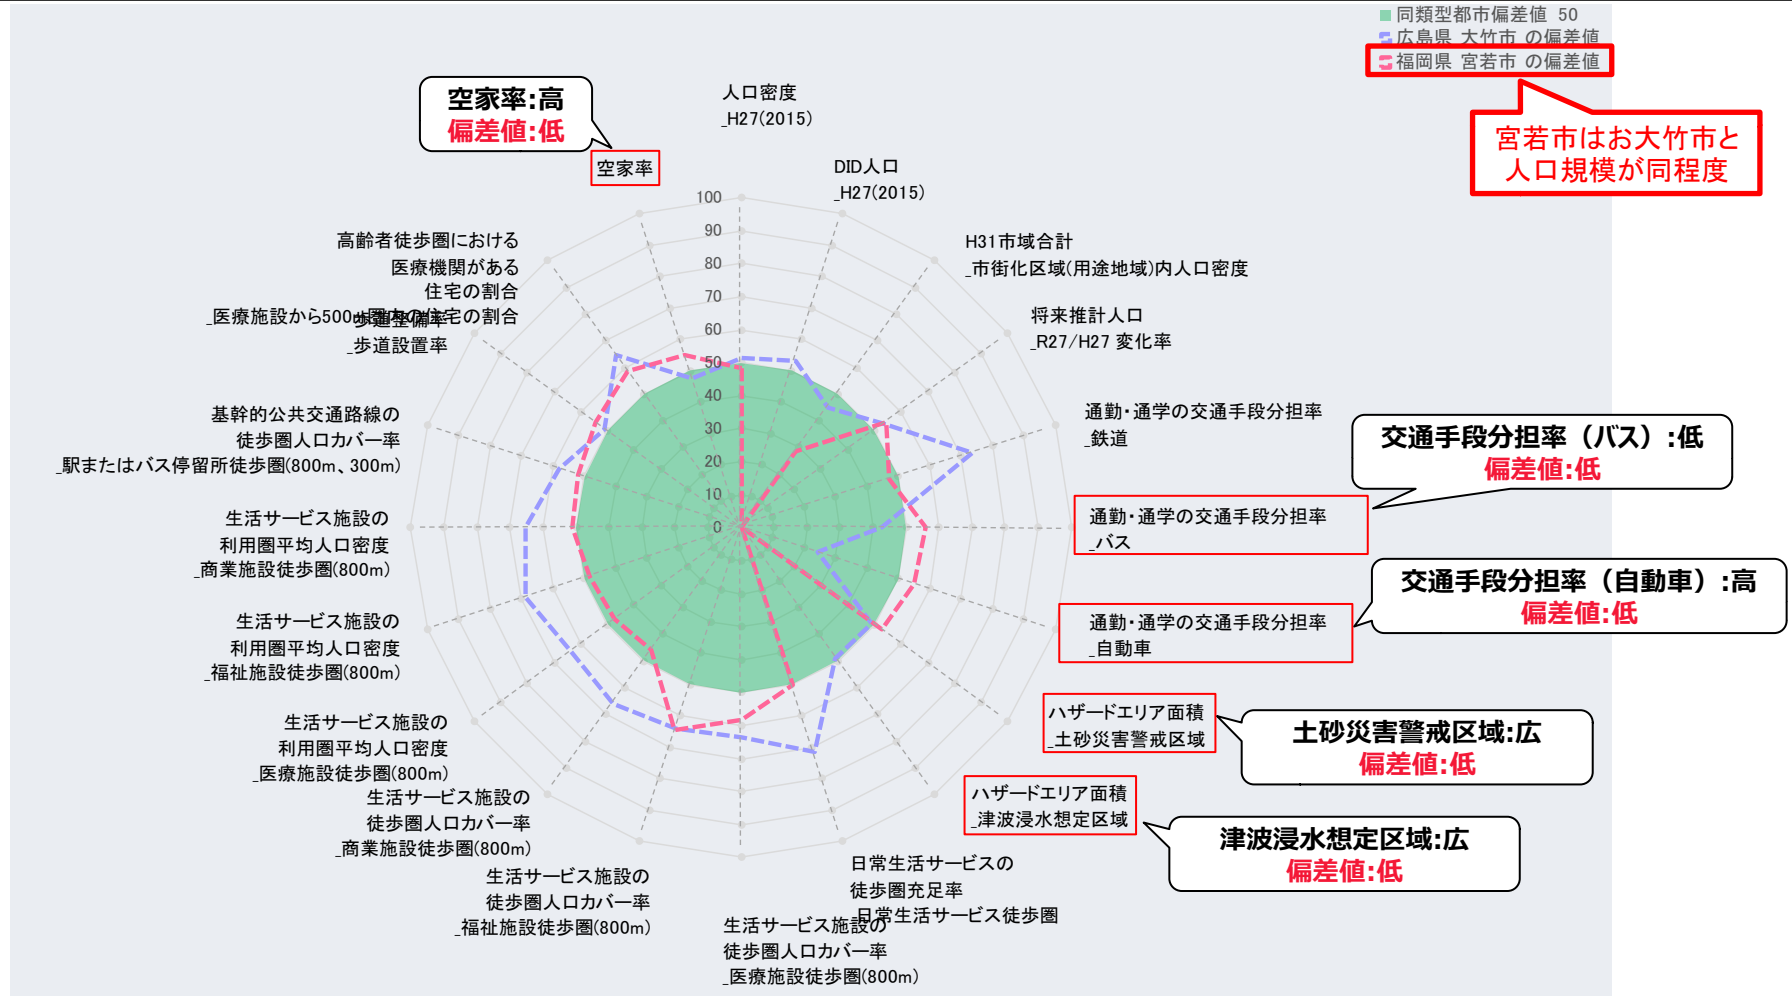 同類型都市偏差値 50
広島県 大竹市 の偏差値
福岡県 宮若市 の偏差値
宮若市はお大竹市と
人口規模が同程度
空家率:高
偏差値:低
空家率
人口密度
_H27(2015)
DID人口
_H27(2015)
H31市域合計
_市街化区域(用途地域)内人口密度
将来推計人口
_R27/H27 変化率
通勤・通学の交通手段分担率
_鉄道
交通手段分担率（バス）:低
偏差値:低
通勤・通学の交通手段分担率
_バス
交通手段分担率（自動車）:高
偏差値:低
通勤・通学の交通手段分担率
_自動車
ハザードエリア面積
_土砂災害警戒区域
土砂災害警戒区域:広
偏差値:低
ハザードエリア面積
_津波浸水想定区域
津波浸水想定区域:広
偏差値:低
日常生活サービスの
徒歩圏充足率
_日常生活サービス徒歩圏
生活サービス施設の
徒歩圏人口カバー率
_医療施設徒歩圏(800m)
生活サービス施設の
徒歩圏人口カバー率
_福祉施設徒歩圏(800m)
生活サービス施設の
徒歩圏人口カバー率
_商業施設徒歩圏(800m)
生活サービス施設の
利用圏平均人口密度
_医療施設徒歩圏(800m)
生活サービス施設の
利用圏平均人口密度
_福祉施設徒歩圏(800m)
生活サービス施設の
利用圏平均人口密度
_商業施設徒歩圏(800m)
基幹的公共交通路線の
徒歩圏人口カバー率
_駅またはバス停留所徒歩圏(800m、300m)
歩道整備率
_歩道設置率
高齢者徒歩圏における
医療機関がある
住宅の割合
_医療施設から500m圏内の住宅の割合
100
90
80
70
60
50
40
30
20
10
0